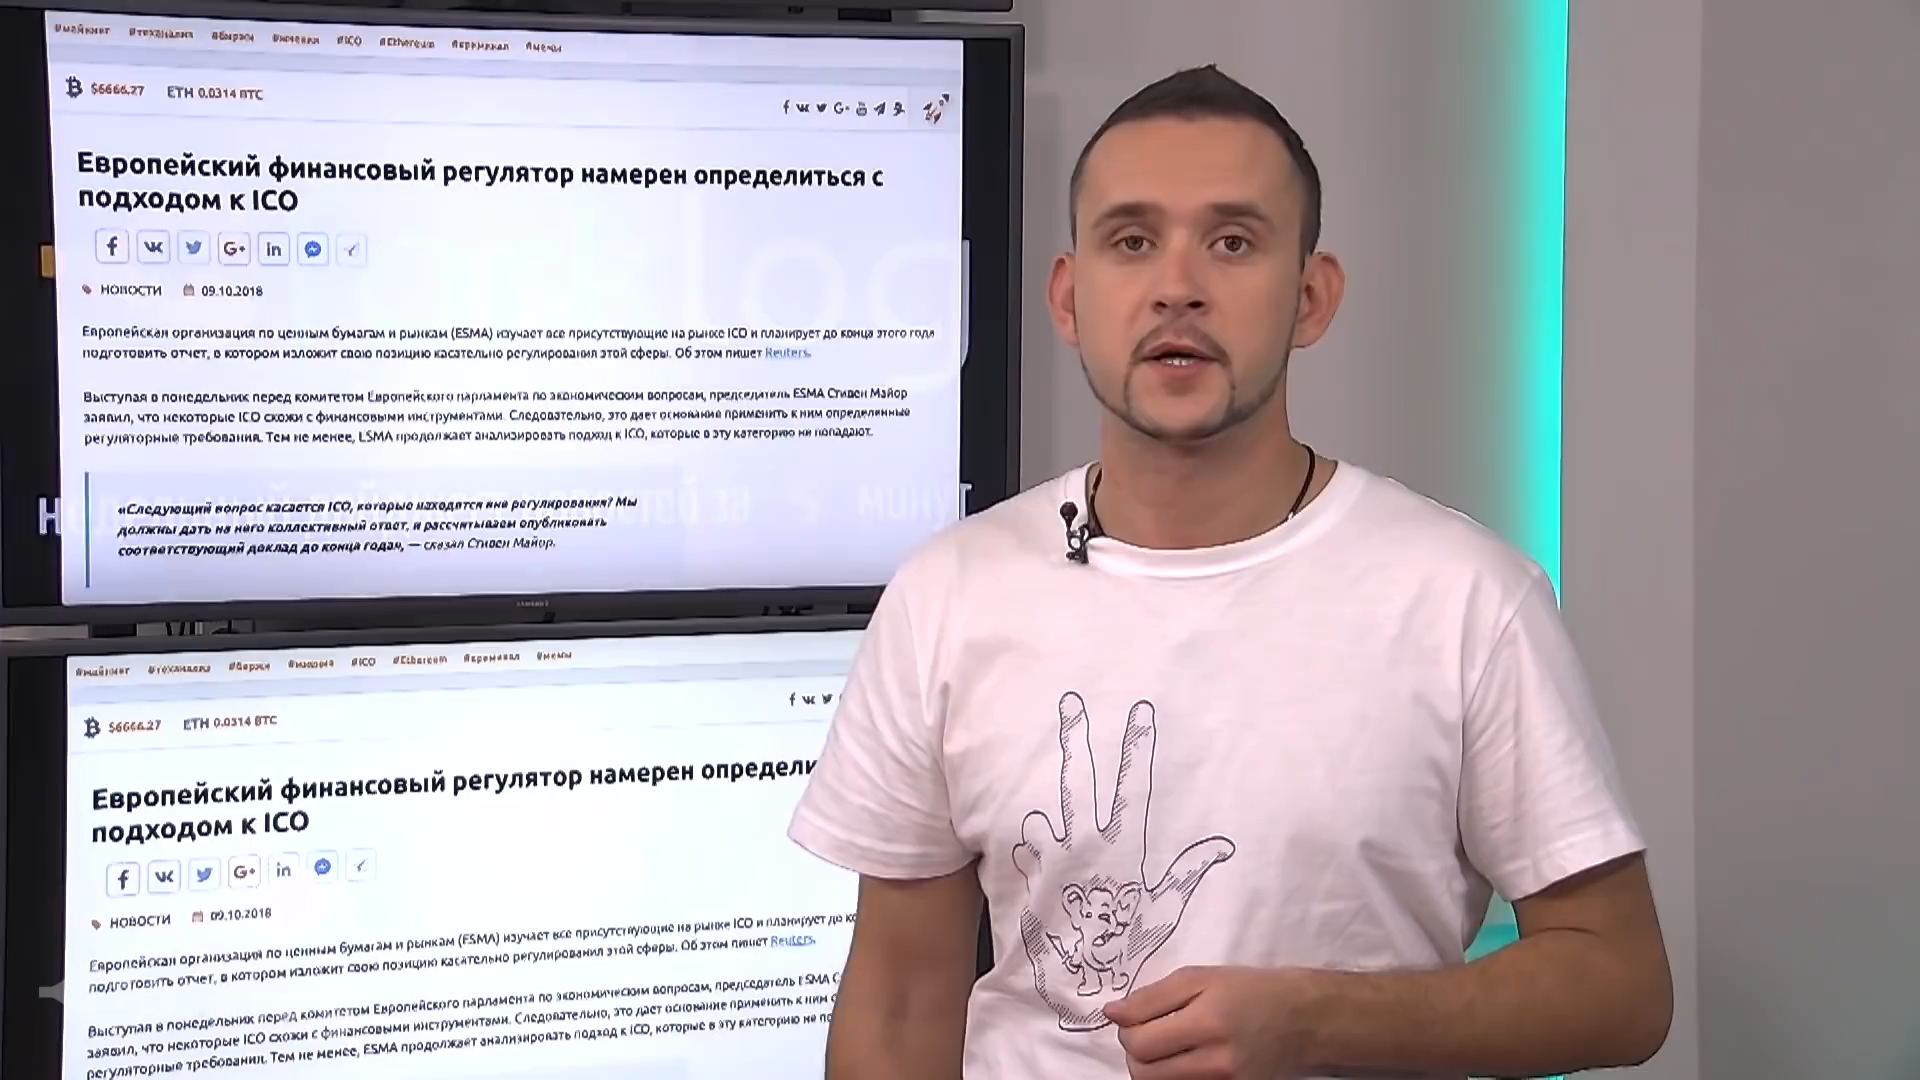 #майнинг #теханализ #биржи #ICO #Ethereum #криминал #мемы
$6666.27 ETH 0.0314 BTC
Европейский финансовый регулятор намерен определиться с
подходом к ICO
НОВОСТИ 09.10.2018
Европейская организация по ценным бумагам и рынкам (ESMA) изучает все присутствующие на рынке ICO и планирует до конца этого года
подготовить отчет, в котором изложит свою позицию касательно регулирования этой сферы. Об этом пишет Reuters.
Выступая в понедельник перед комитетом Европейского парламента по экономическим вопросам, председатель ESMA Стивен Майор
заявил, что некоторые ICO схожи с финансовыми инструментами. Следовательно, это дает основание применить к ним определенные
регуляторные требования. Тем не менее, ESMA продолжает анализировать подход к ICO, которые в эту категорию не попадают.
«Следующий вопрос касается ICO, которые находятся вне регулирования? Мы
должны дать на него коллективный ответ, и рассчитываем опубликовать
соответствующий доклад до конца года», — сказал Стивен Майор.
SAMSUNG
#майнинг #теханализ #биржи #ICO #Ethereum #криминал #мемы
$6666.27 ETH 0.0314 BTC
Европейский финансовый регулятор намерен определи
подходом к ICO
НОВОСТИ 09.10.2018
Европейская организация по ценным бумагам и рынкам (ESMA) изучает все присутствующие на рынке ICO и планирует до ко
подготовить отчет, в котором изложит свою позицию касательно регулирования этой сферы. Об этом пишет Reuters.
Выступая в понедельник перед комитетом Европейского парламента по экономическим вопросам, председатель ESMA С
заявил, что некоторые ICO схожи с финансовыми инструментами. Следовательно, это дает основание применить к ним о
регуляторные требования. Тем не менее, ESMA продолжает анализировать подход к ICO, которые в эту категорию не по